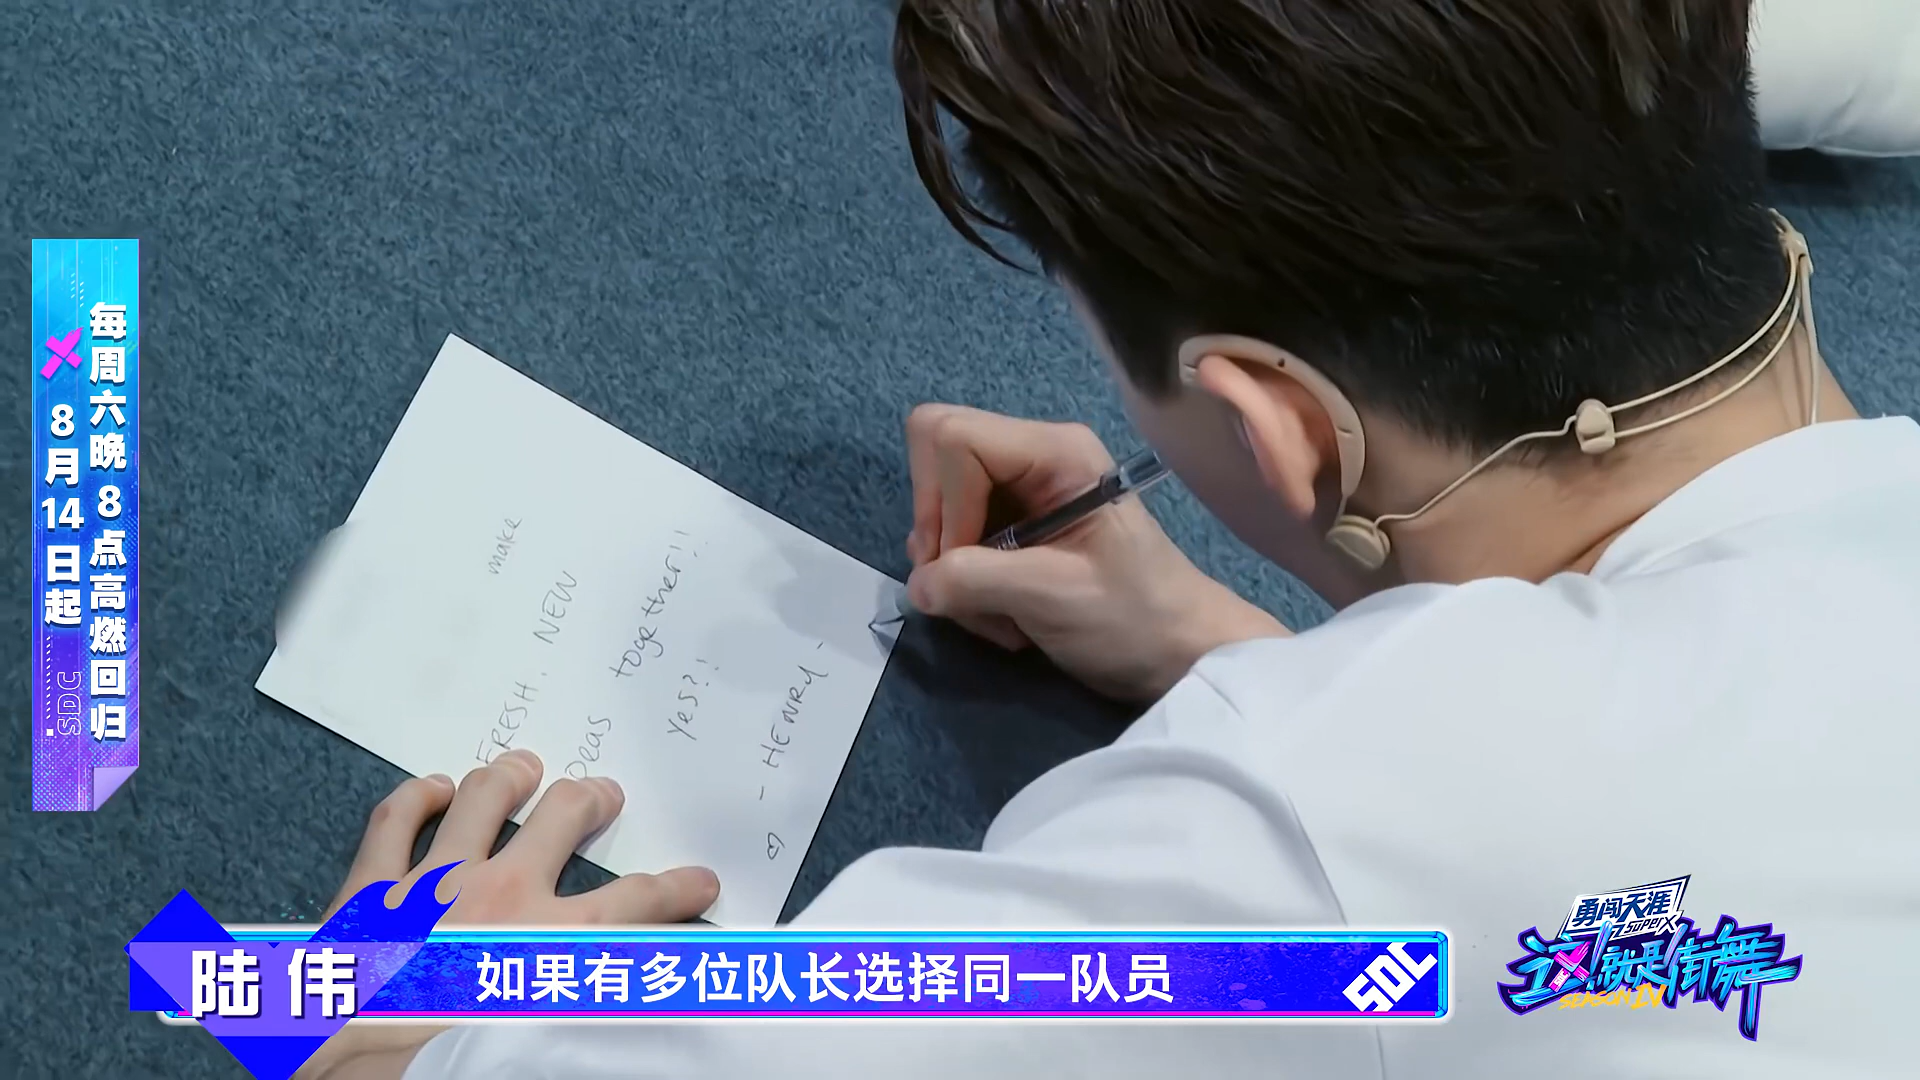 每周六晚8点高燃回归
8月14日起
SDC
make
FRESH. NEW
IDEAS
together!!
Yes?!
- HENRY -
陆伟
如果有多位队长选择同一队员
SDC
勇闯天涯
superX
这!就是街舞
SEASON IV